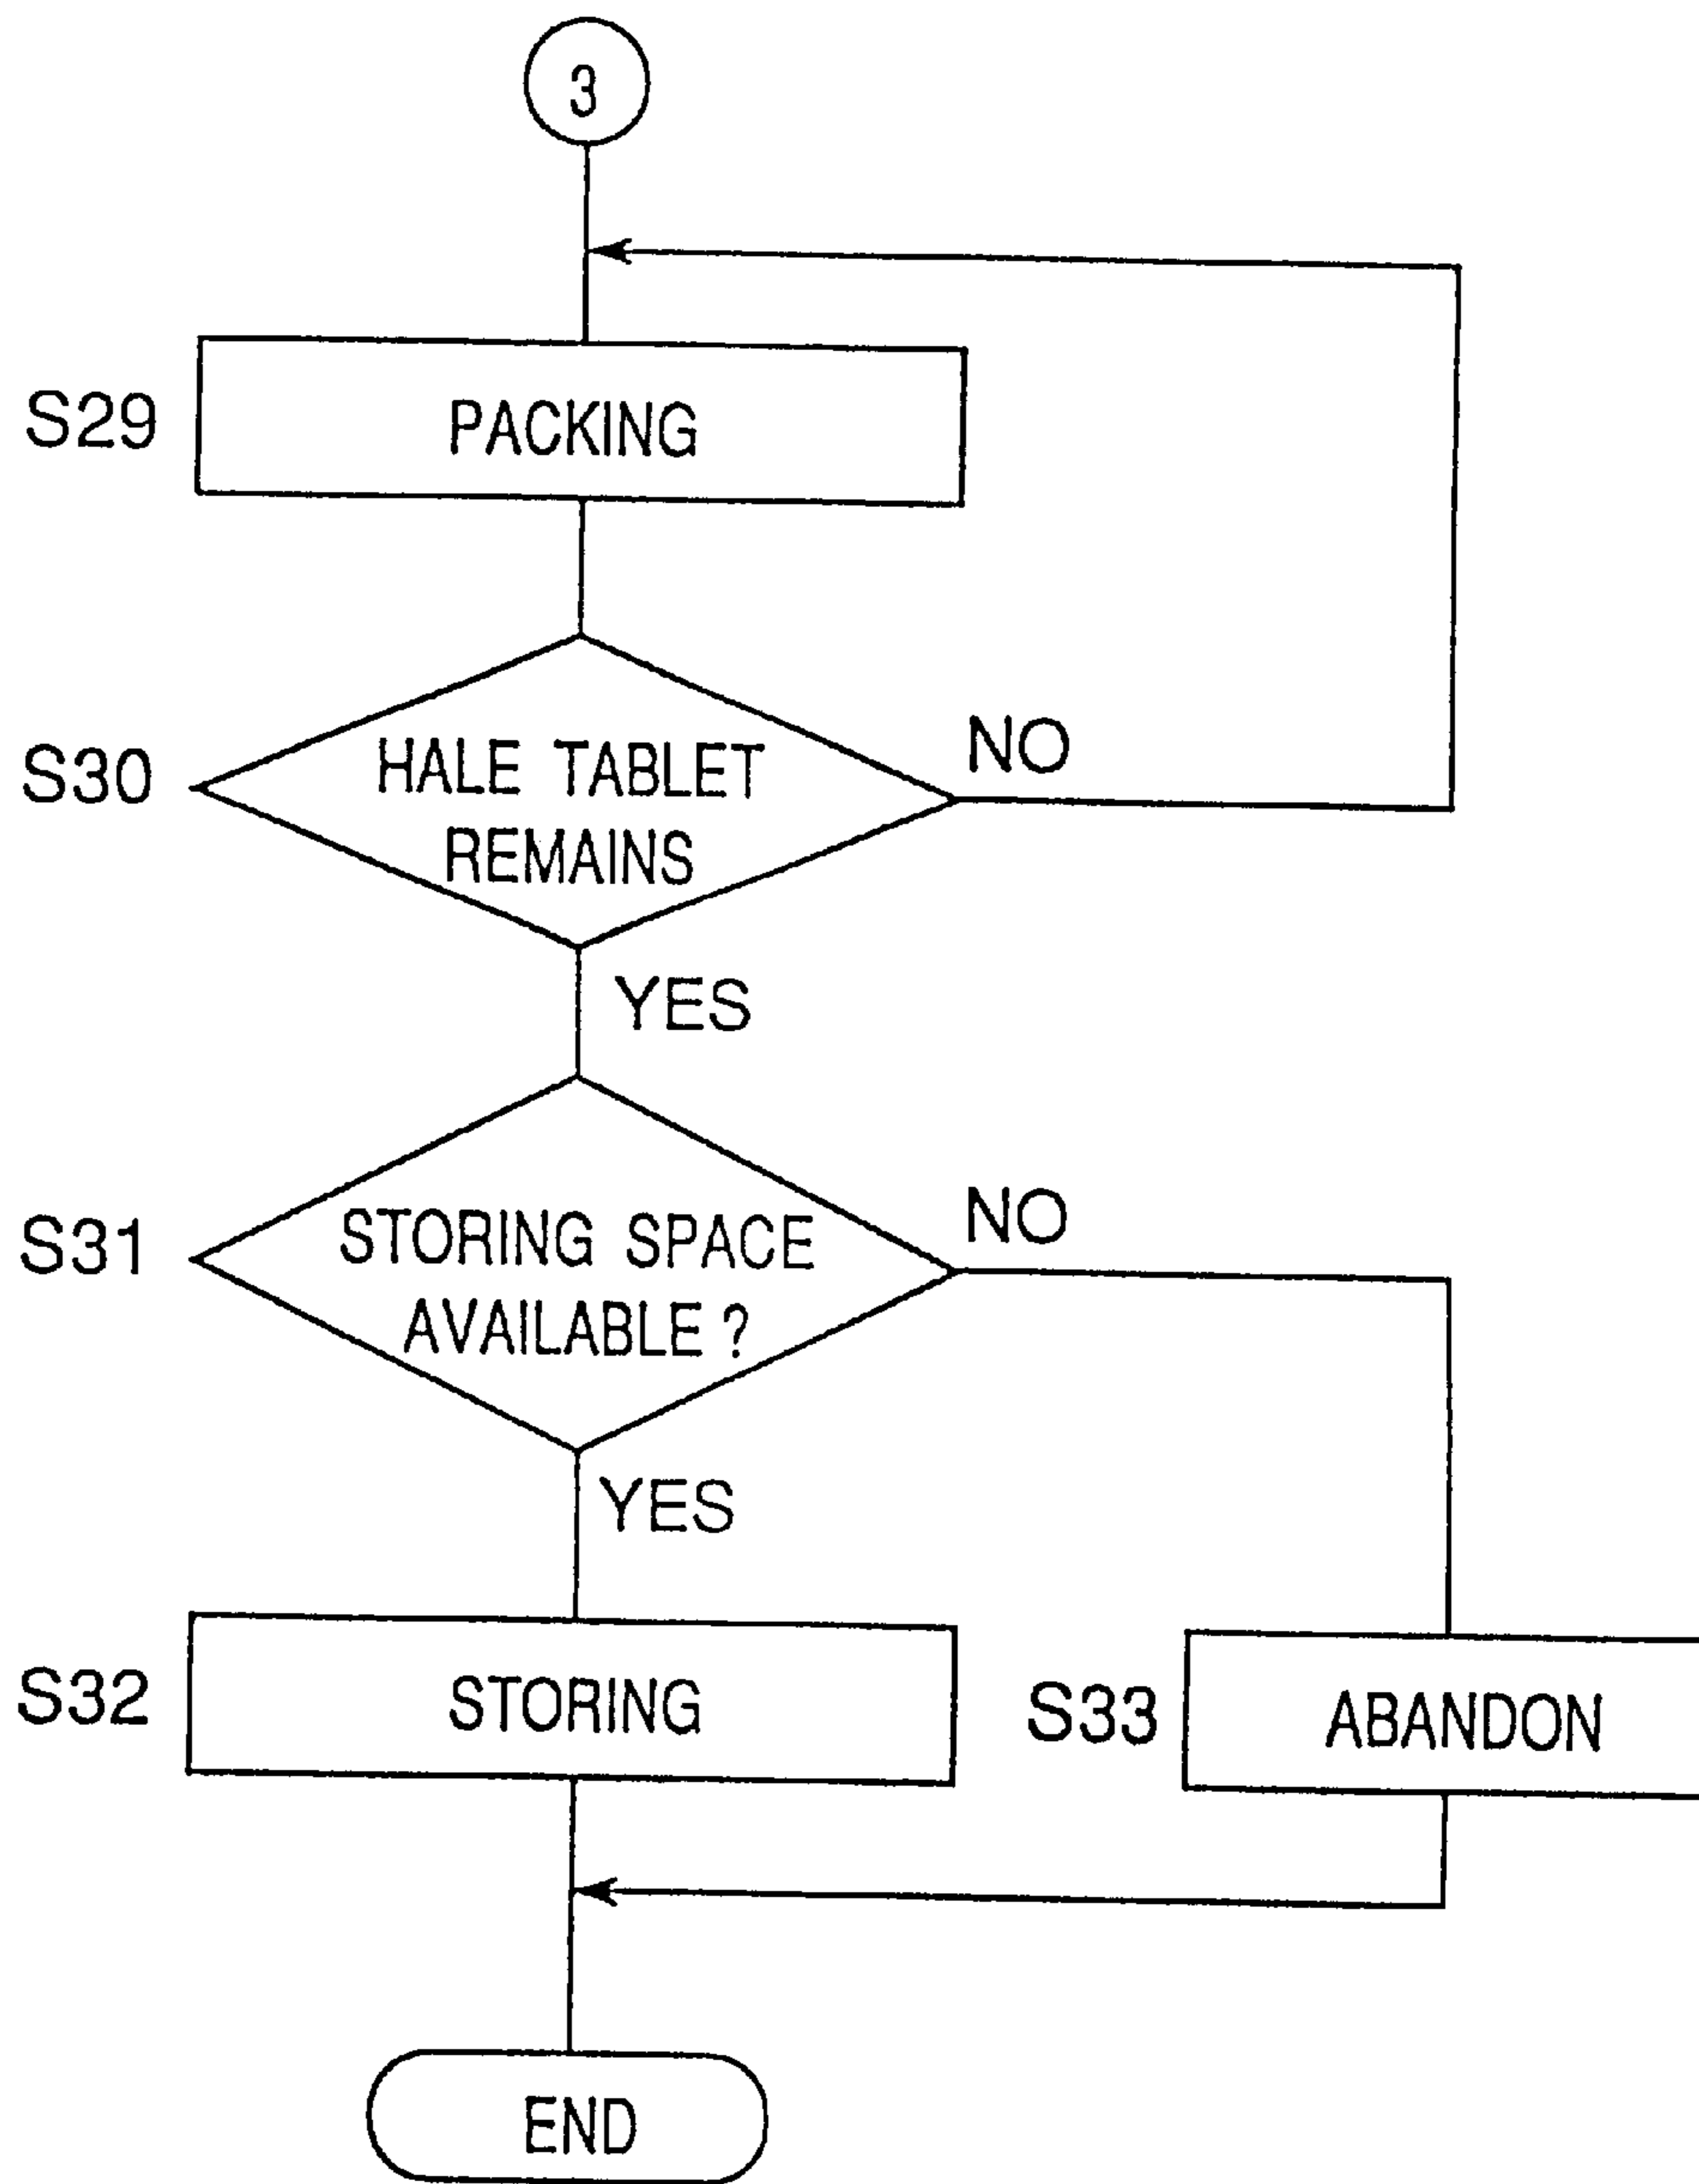 3
S29
PACKING
S30
HALE TABLET
REMAINS
NO
YES
S31
STORING SPACE
AVAILABLE ?
NO
YES
S32
STORING
S33
ABANDON
END